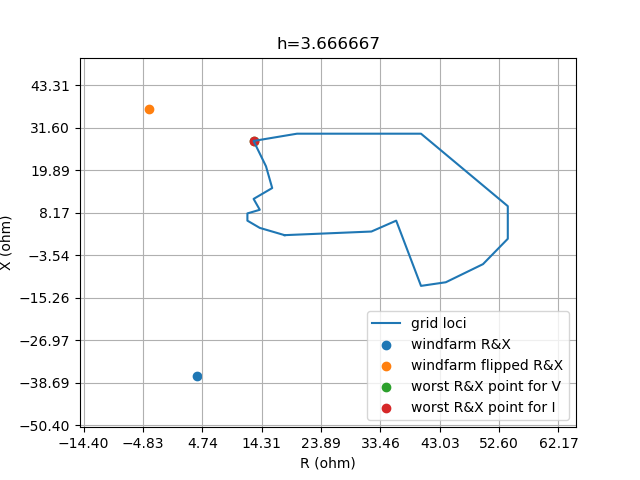 h=3.666667
X (ohm)
43.31
31.60
19.89
8.17
−3.54
−15.26
−26.97
−38.69
−50.40
grid loci
windfarm R&X
windfarm flipped R&X
worst R&X point for V
worst R&X point for I
−14.40 −4.83 4.74 14.31 23.89 33.46 43.03 52.60 62.17
R (ohm)